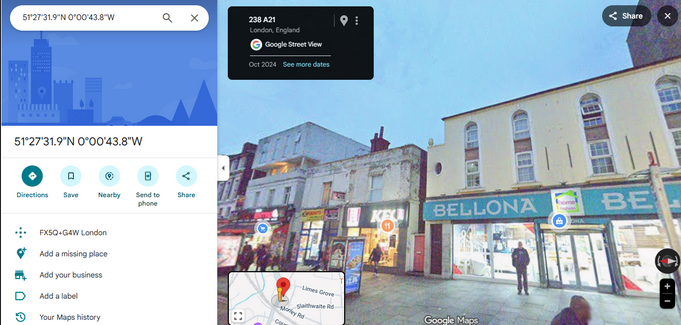 51°27'31.9"N 0°00'43.8"W
51°27'31.9"N 0°00'43.8"W
Directions
Save
Nearby
Send to
phone
Share
FX5Q+G4W London
Add a missing place
Add your business
Add a label
Your Maps history
238 A21
London, England
Google Street View
Oct 2024
See more dates
Share
BELLONA
BE
home
Limes Grove
Slaithwaite Rd
Morley Rd
Google Maps
+
−